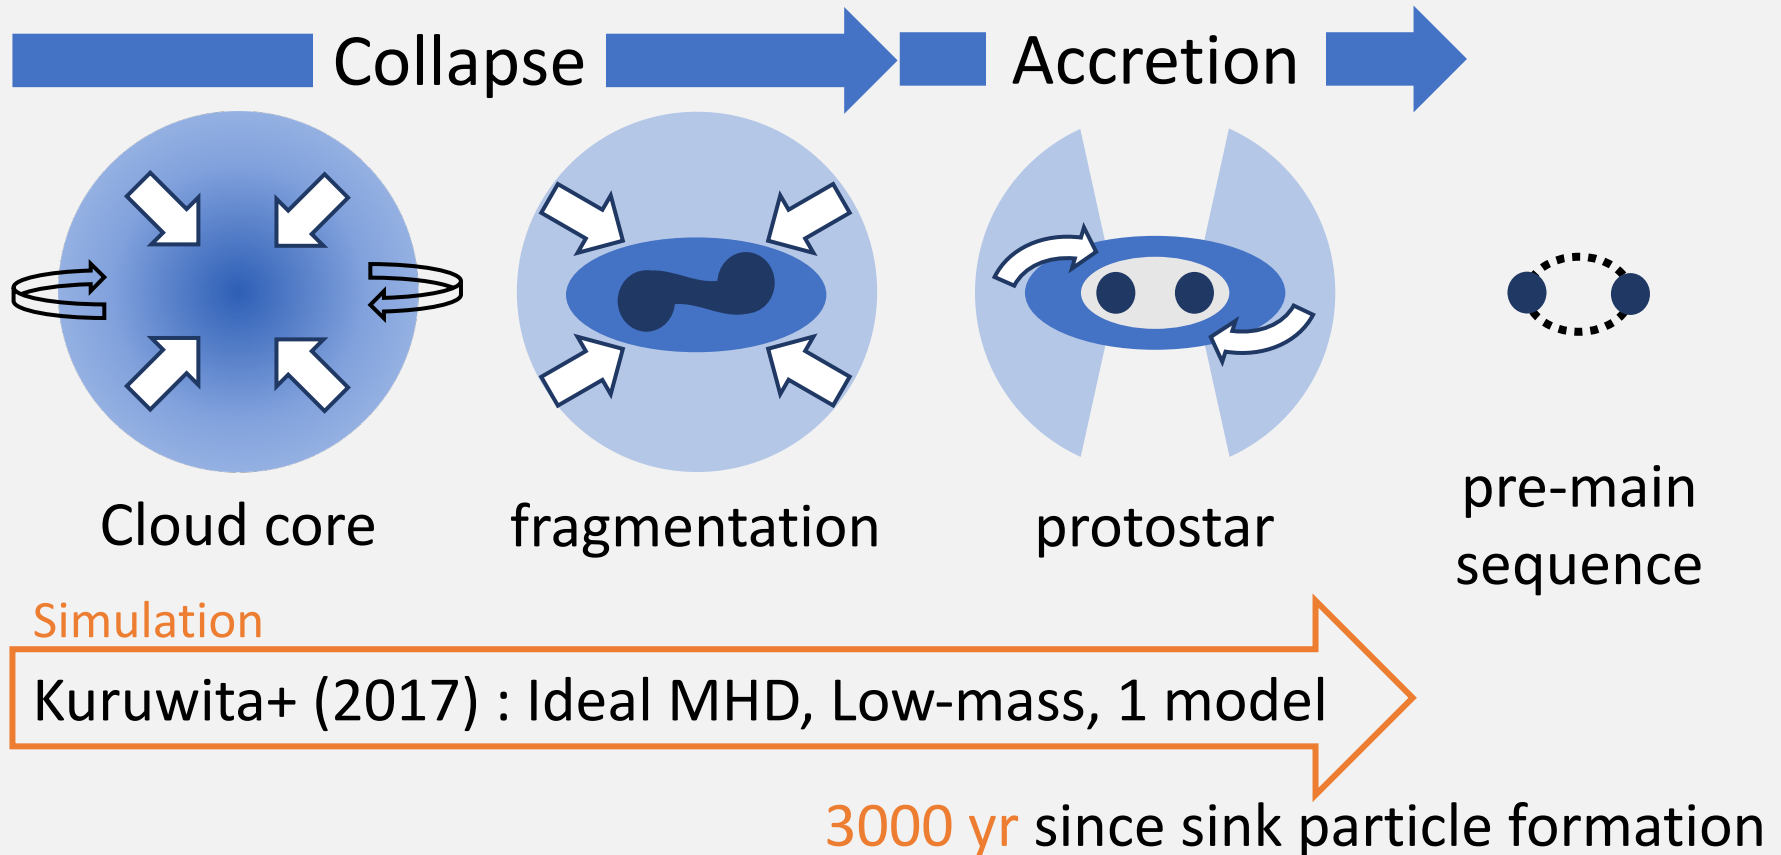 Collapse
Accretion
Cloud core
fragmentation
protostar
pre-main
sequence
Simulation
Kuruwita+ (2017) : Ideal MHD, Low-mass, 1 model
3000 yr since sink particle formation